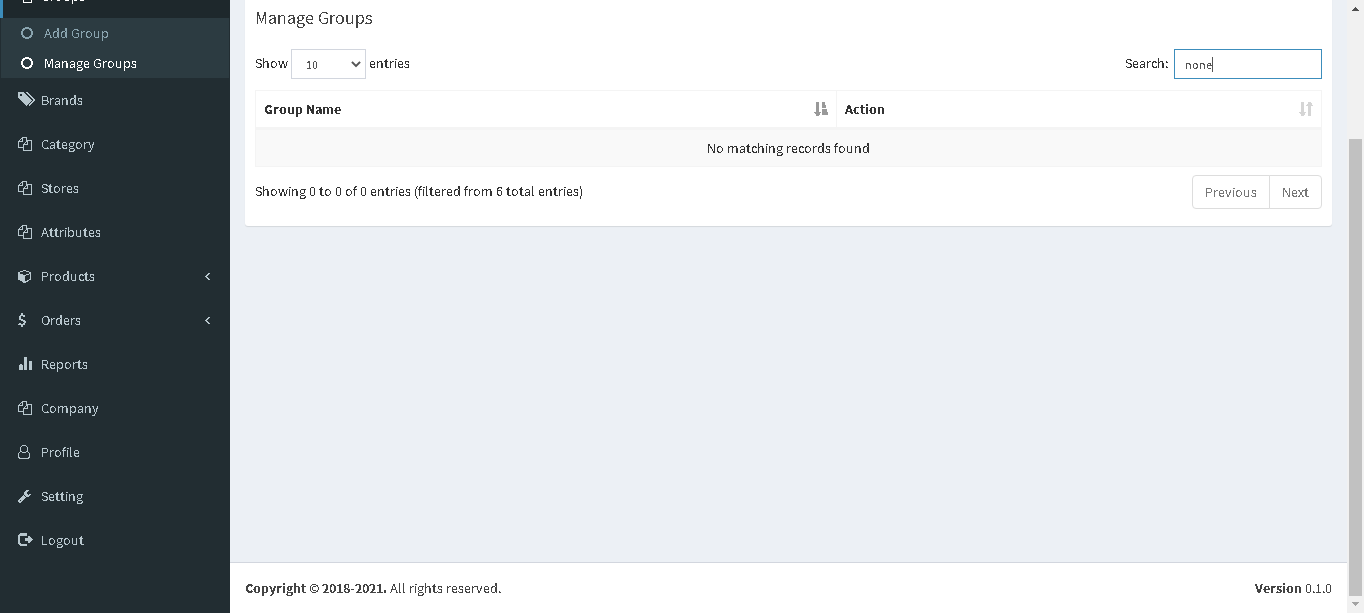 Groups
Add Group
Manage Groups
Brands
Category
Stores
Attributes
Products
Orders
Reports
Company
Profile
Setting
Logout
Manage Groups
Show 10 entries
Search: none
Group Name Action
No matching records found
Showing 0 to 0 of 0 entries (filtered from 6 total entries)
Previous Next
Copyright © 2018-2021. All rights reserved.
Version 0.1.0